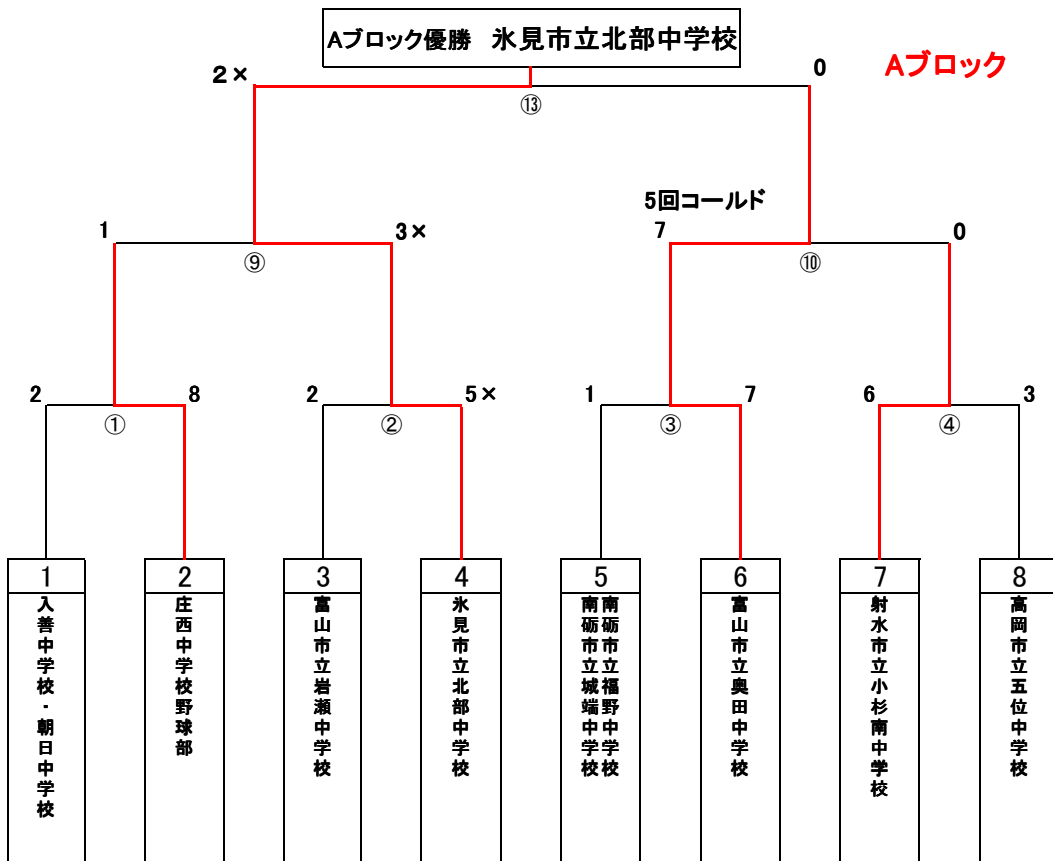 Aブロック優勝 氷見市立北部中学校
Aブロック
2×
0
⑬
5回コールド
1
3×
7
0
⑨
⑩
2
8
2
5×
1
7
6
3
①
②
③
④
1
2
3
4
5
6
7
8
入善中学校・朝日中学校
庄西中学校野球部
富山市立岩瀬中学校
氷見市立北部中学校
南砺市立福野中学校
南砺市立城端中学校
富山市立奥田中学校
射水市立小杉南中学校
高岡市立五位中学校